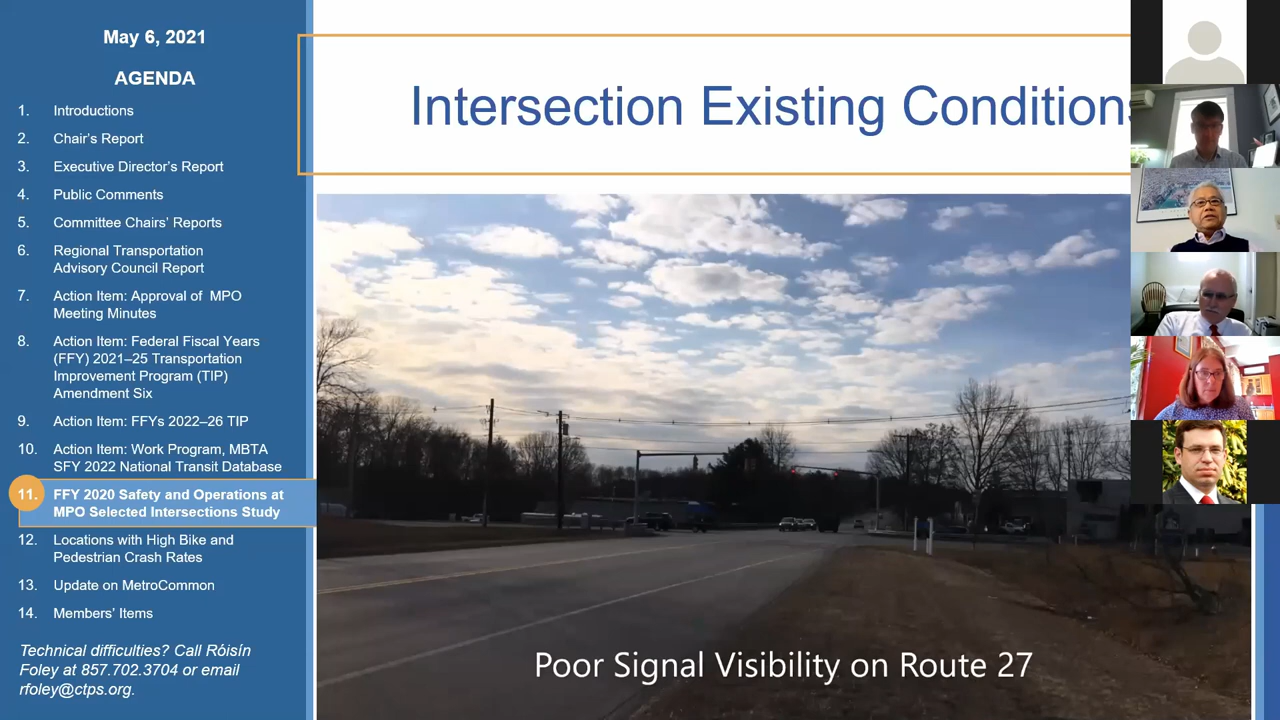 May 6, 2021
AGENDA
1. Introductions
2. Chair's Report
3. Executive Director's Report
4. Public Comments
5. Committee Chairs' Reports
6. Regional Transportation
Advisory Council Report
7. Action Item: Approval of MPO
Meeting Minutes
8. Action Item: Federal Fiscal Years
(FFY) 2021–25 Transportation
Improvement Program (TIP)
Amendment Six
9. Action Item: FFYs 2022–26 TIP
10. Action Item: Work Program, MBTA
SFY 2022 National Transit Database
11. FFY 2020 Safety and Operations at
MPO Selected Intersections Study
12. Locations with High Bike and
Pedestrian Crash Rates
13. Update on MetroCommon
14. Members' Items
Technical difficulties? Call Róisín
Foley at 857.702.3704 or email
rfoley@ctps.org.
Intersection Existing Conditions
Poor Signal Visibility on Route 27